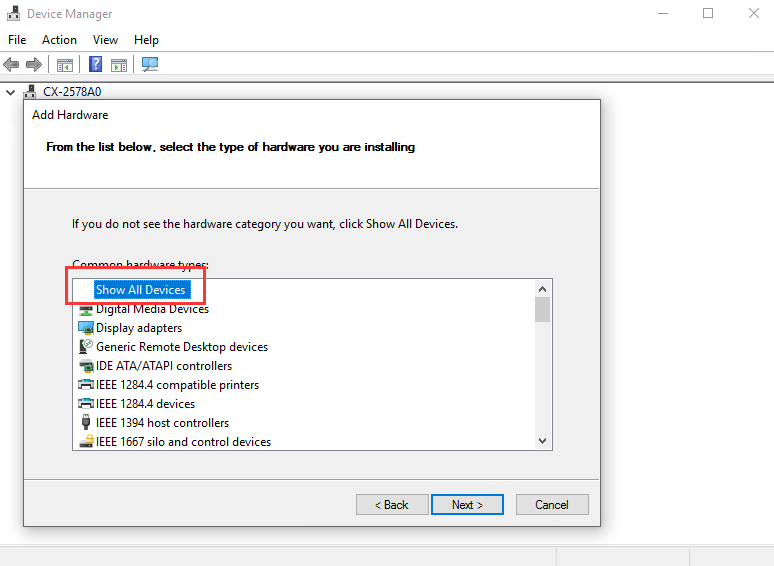 Device Manager
File Action View Help
CX-2578A0
Add Hardware
From the list below, select the type of hardware you are installing
If you do not see the hardware category you want, click Show All Devices.
Common hardware types:
Show All Devices
Digital Media Devices
Display adapters
Generic Remote Desktop devices
IDE ATA/ATAPI controllers
IEEE 1284.4 compatible printers
IEEE 1284.4 devices
IEEE 1394 host controllers
IEEE 1667 silo and control devices
< Back Next > Cancel